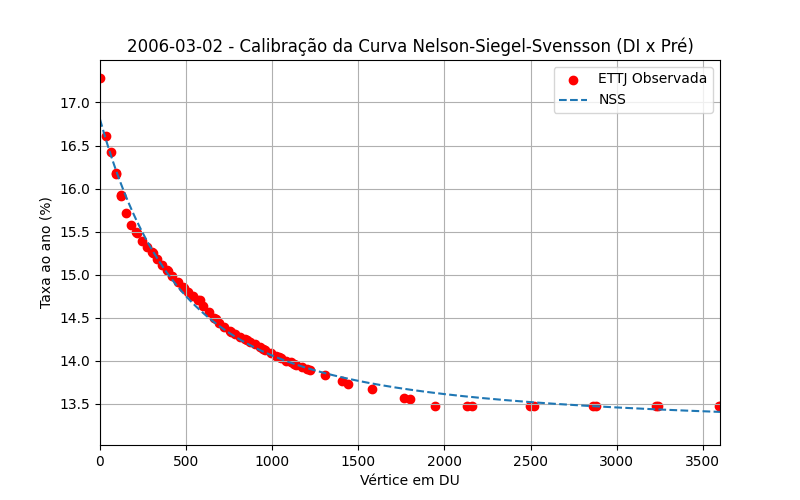 2006-03-02 - Calibração da Curva Nelson-Siegel-Svensson (DI x Pré)
ETTJ Observada
NSS
Taxa ao ano (%)
17.0
16.5
16.0
15.5
15.0
14.5
14.0
13.5
0 500 1000 1500 2000 2500 3000 3500
Vértice em DU